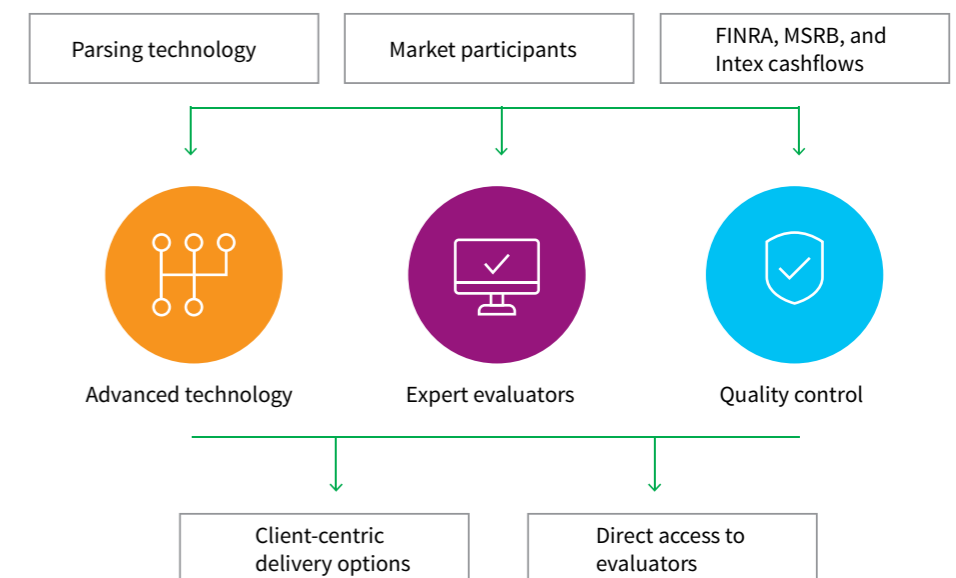 Parsing technology
Market participants
FINRA, MSRB, and
Intex cashflows
Advanced technology
Expert evaluators
Quality control
Client-centric
delivery options
Direct access to
evaluators